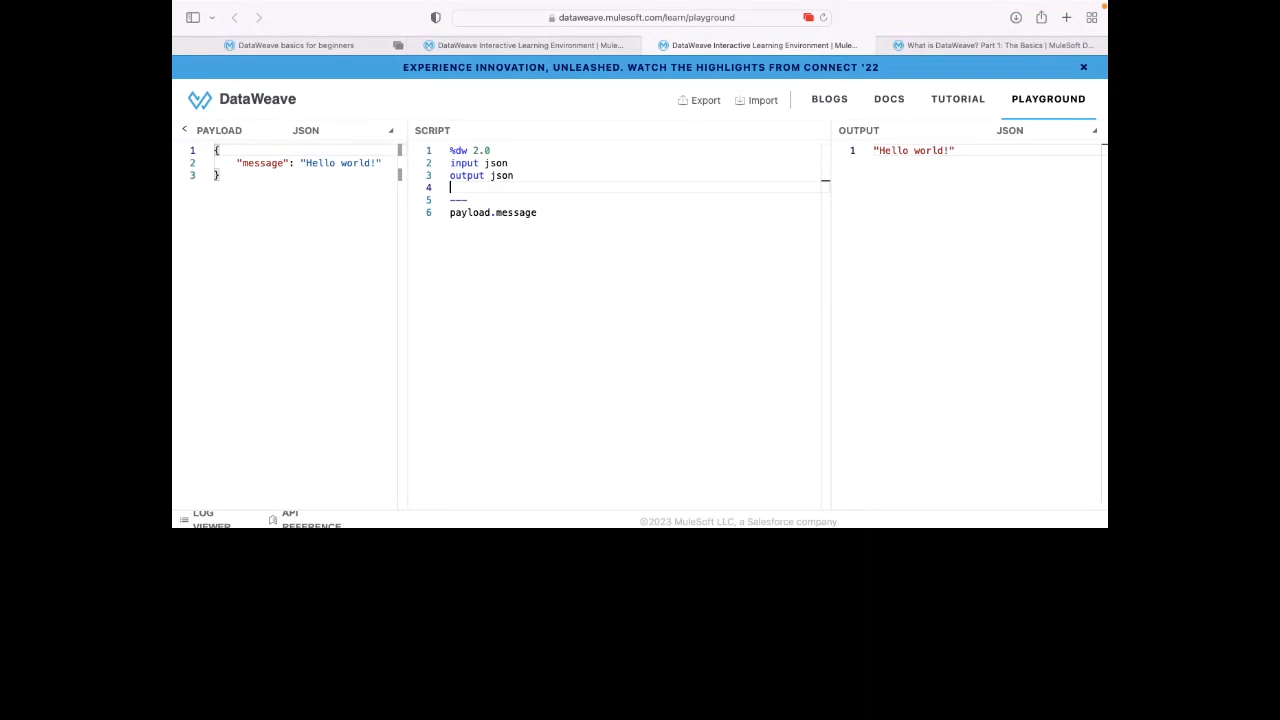 dataweave.mulesoft.com/learn/playground
DataWeave basics for beginners
DataWeave Interactive Learning Environment | Mule...
DataWeave Interactive Learning Environment | Mule...
What is DataWeave? Part 1: The Basics | MuleSoft D...
EXPERIENCE INNOVATION, UNLEASHED. WATCH THE HIGHLIGHTS FROM CONNECT '22
DataWeave
Export
Import
BLOGS
DOCS
TUTORIAL
PLAYGROUND
PAYLOAD
JSON
1 {
2 "message": "Hello world!"
3 }
SCRIPT
1 %dw 2.0
2 input json
3 output json
4
5 ---
6 payload.message
OUTPUT
JSON
1 "Hello world!"
LOG
VIEWER
API
REFERENCE
©2023 MuleSoft LLC, a Salesforce company